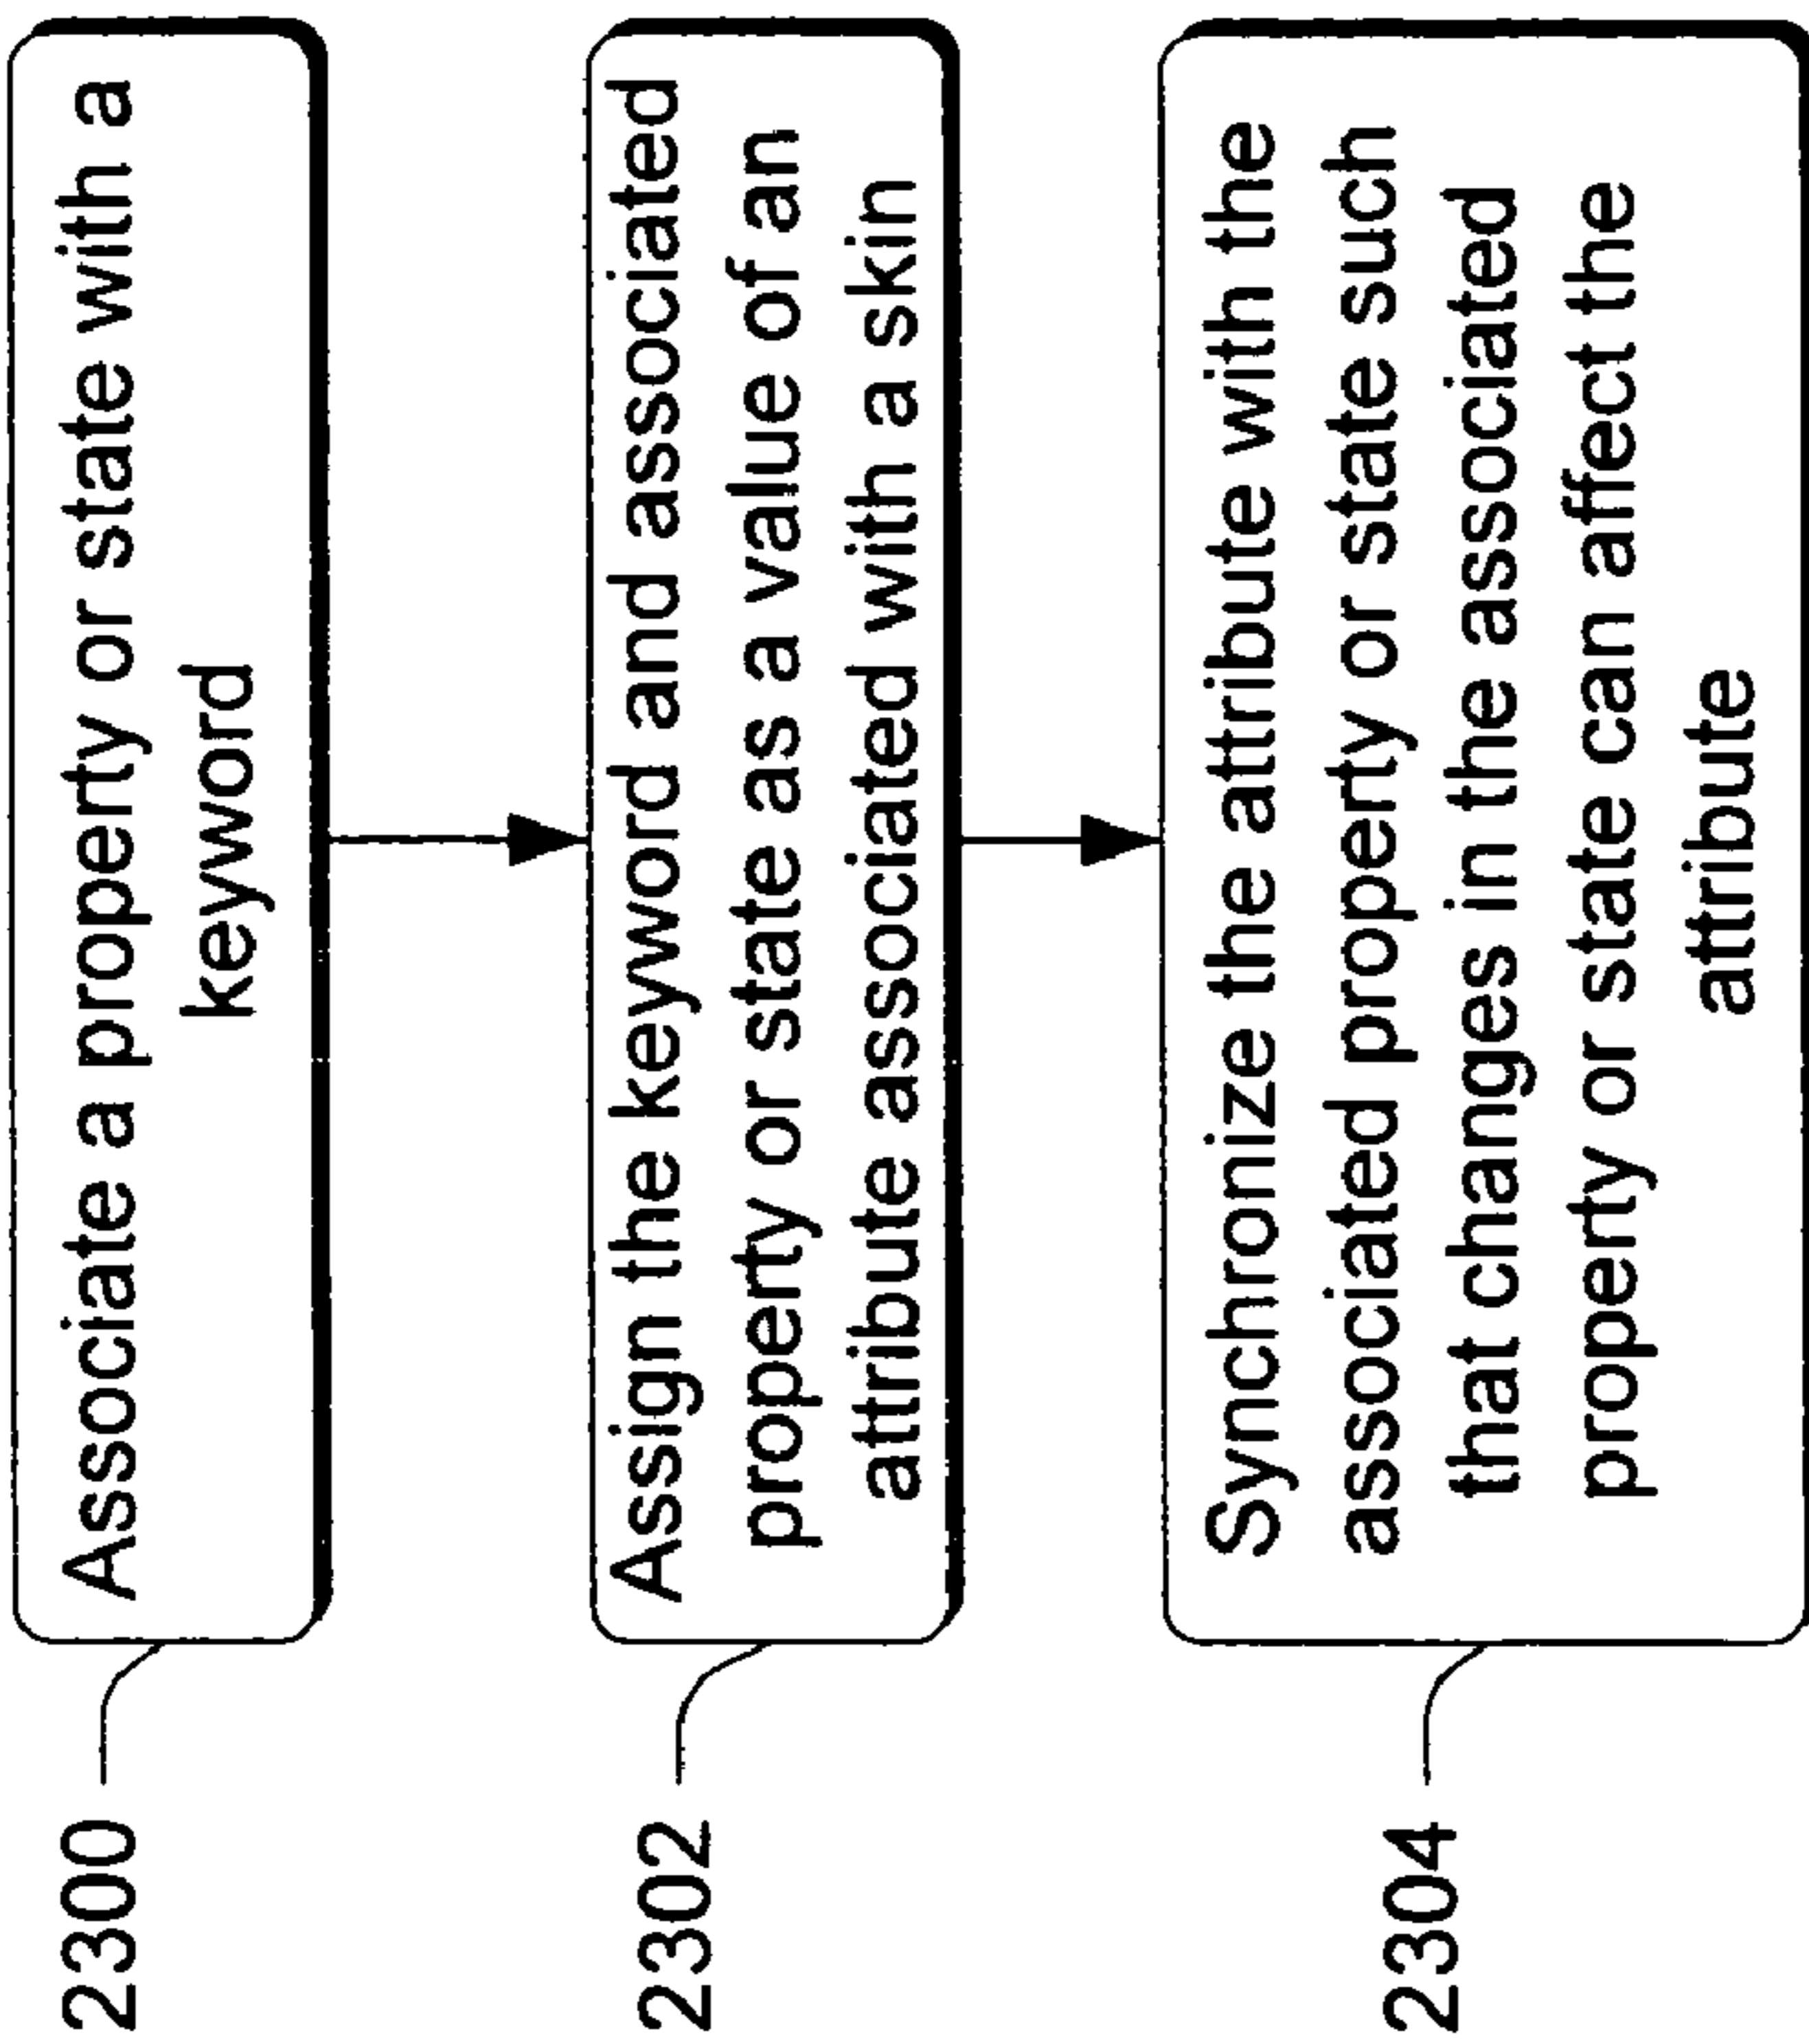 2300
Associate a property or state with a
keyword
2302
Assign the keyword and associated
property or state as a value of an
attribute associated with a skin
2304
Synchronize the attribute with the
associated property or state such
that changes in the associated
property or state can affect the
attribute